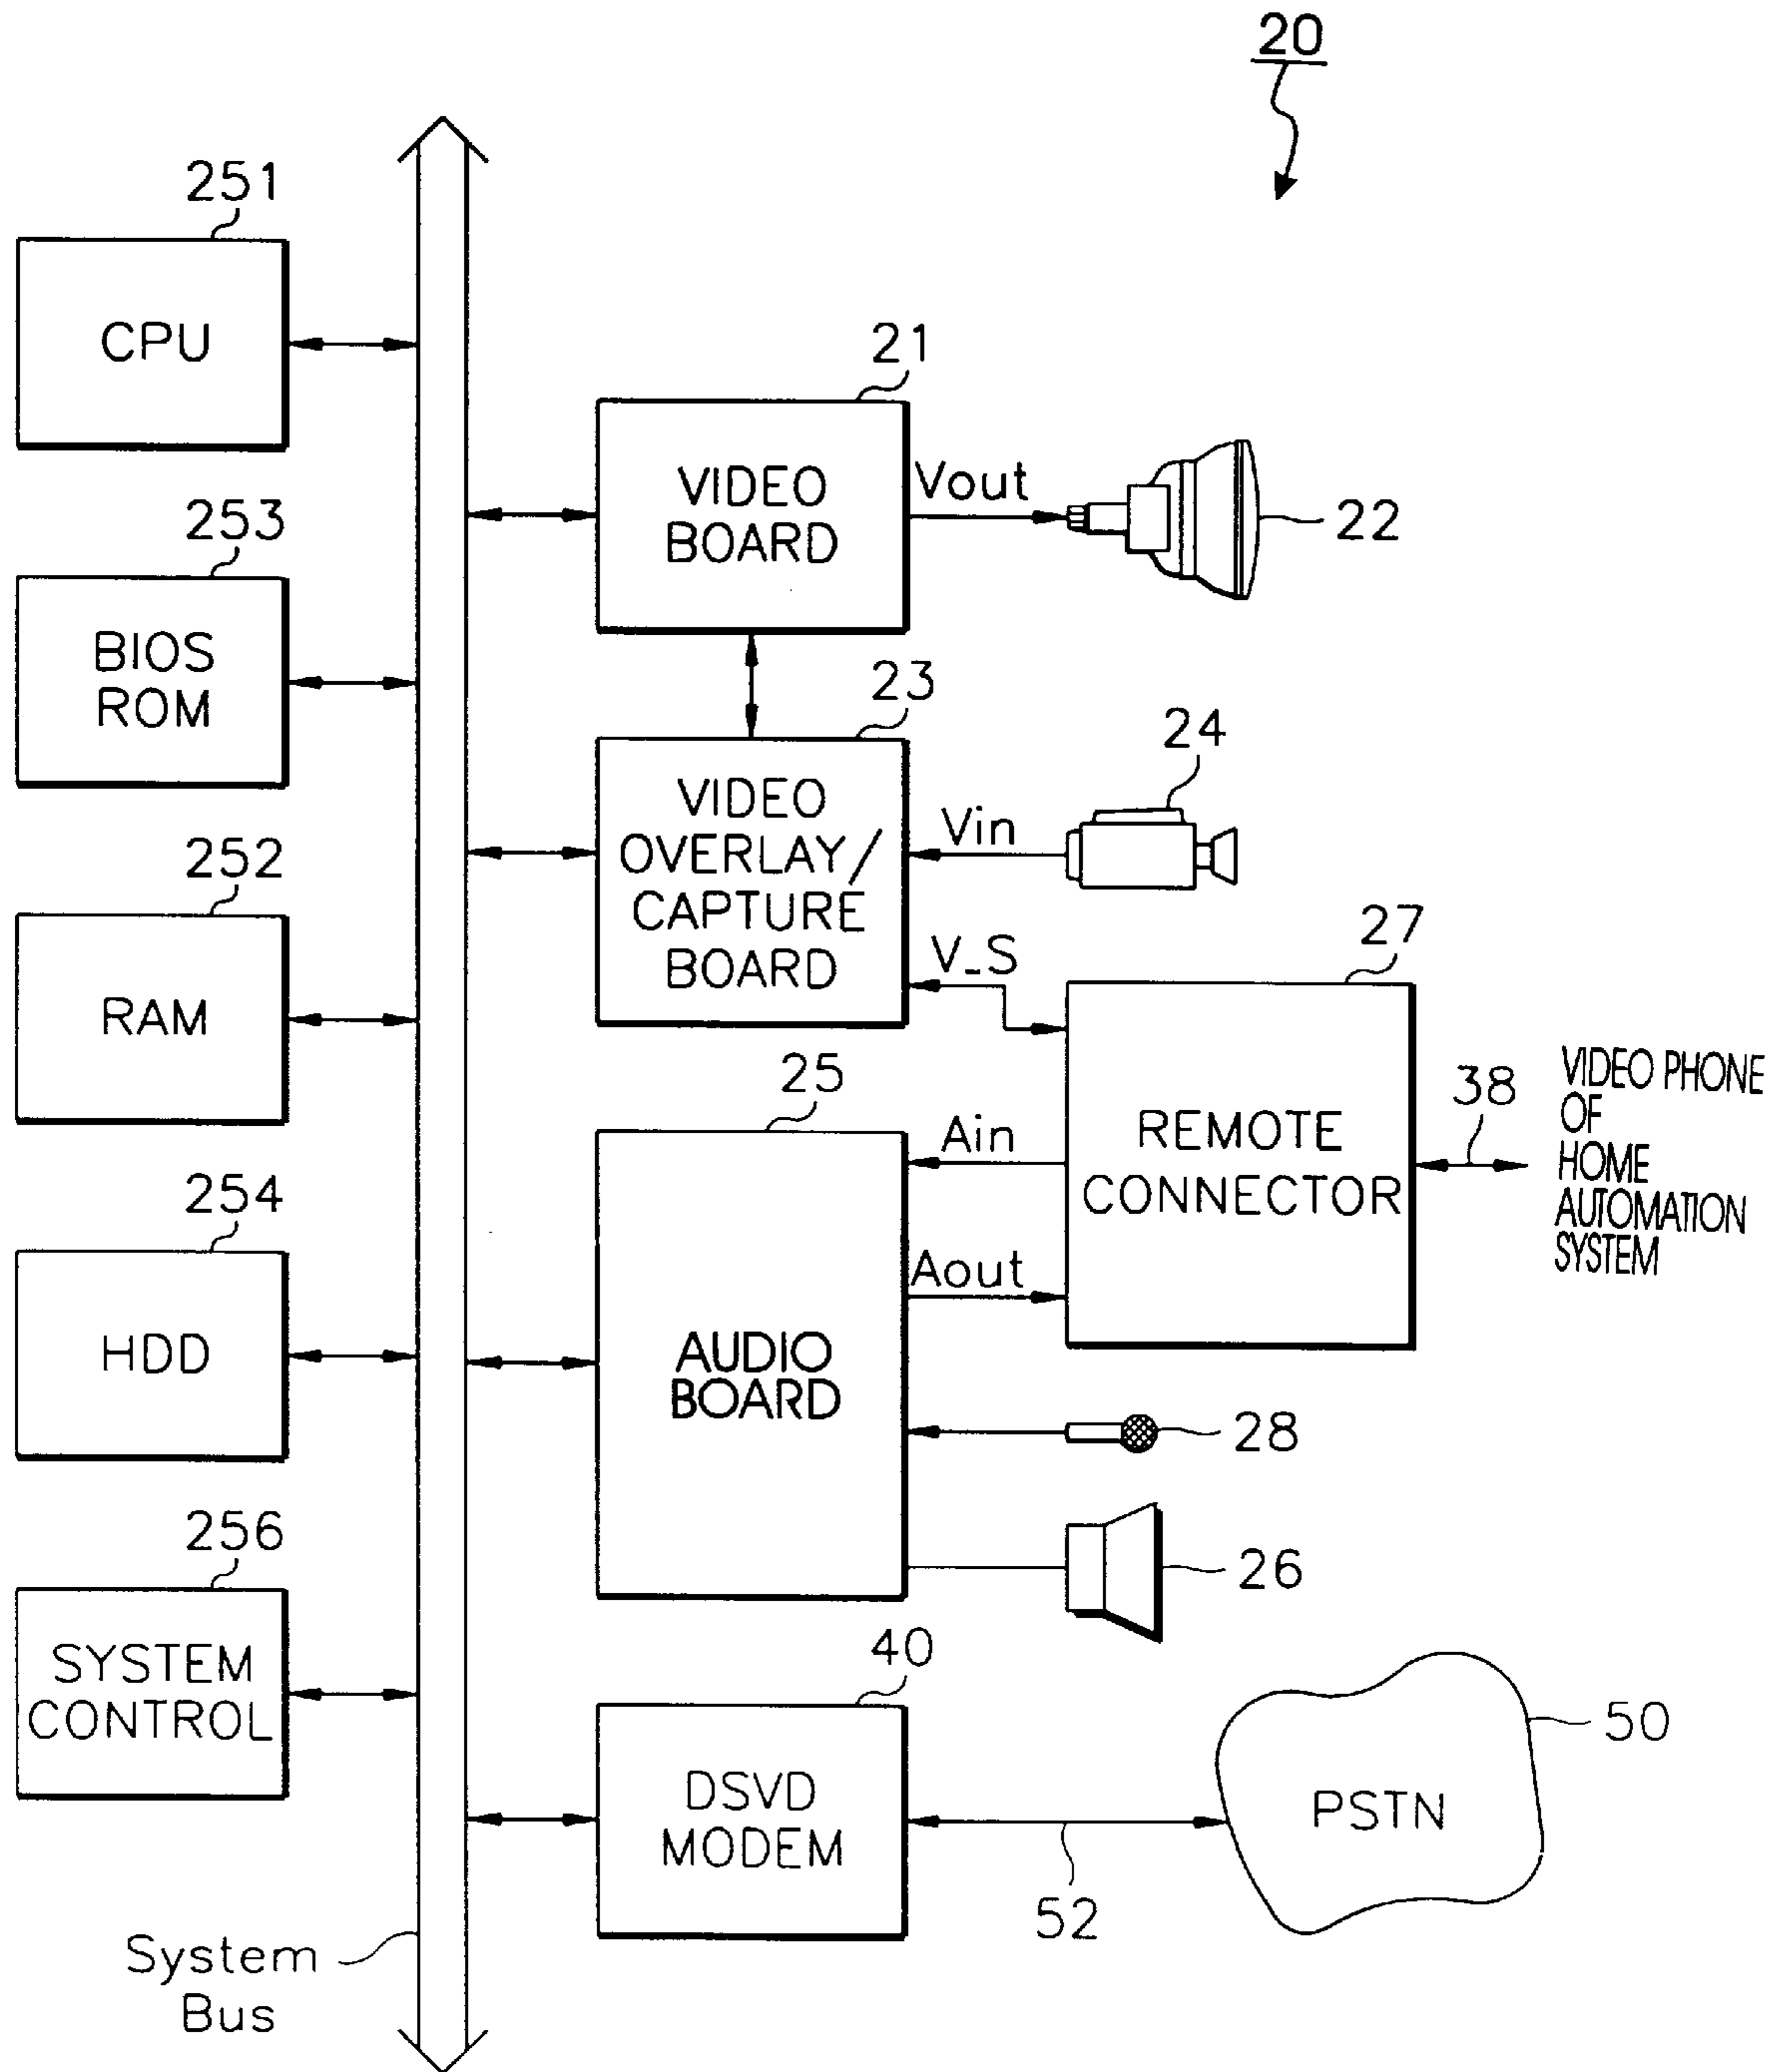 20
251
CPU
253
BIOS
ROM
252
RAM
254
HDD
256
SYSTEM
CONTROL
System
Bus
21
VIDEO
BOARD
Vout
22
23
VIDEO
OVERLAY/
CAPTURE
BOARD
Vin
24
V_S
27
REMOTE
CONNECTOR
38
VIDEO PHONE
OF
HOME
AUTOMATION
SYSTEM
25
Ain
Aout
AUDIO
BOARD
28
26
40
DSVD
MODEM
52
PSTN
50